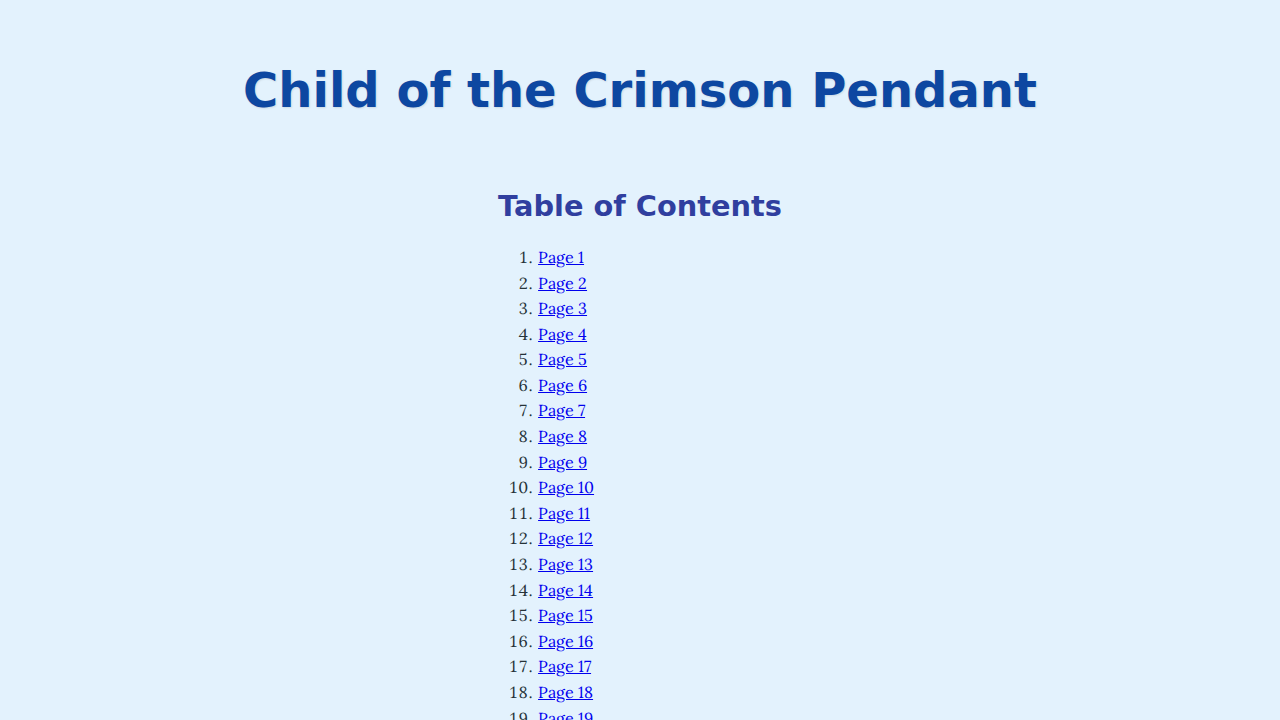 Child of the Crimson Pendant
Table of Contents
1. Page 1
2. Page 2
3. Page 3
4. Page 4
5. Page 5
6. Page 6
7. Page 7
8. Page 8
9. Page 9
10. Page 10
11. Page 11
12. Page 12
13. Page 13
14. Page 14
15. Page 15
16. Page 16
17. Page 17
18. Page 18
19. Page 19